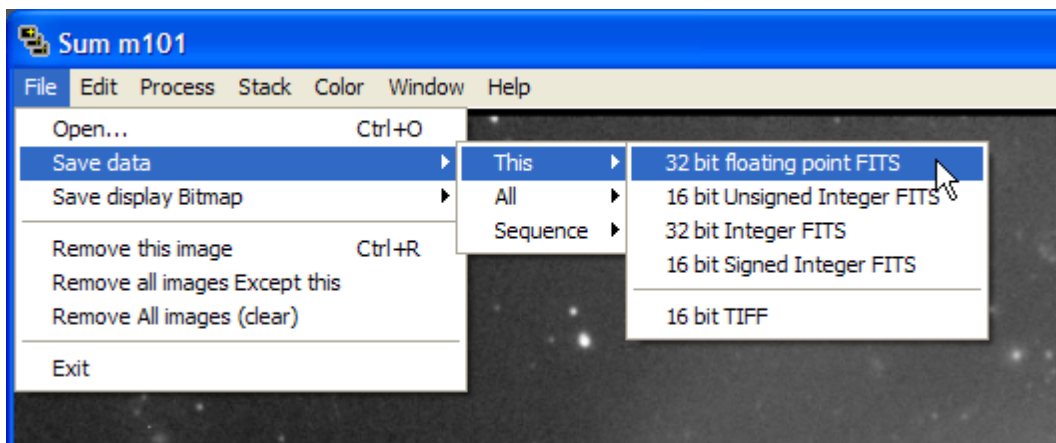 Sum m101
File Edit Process Stack Color Window Help
Open... Ctrl+O
Save data
Save display Bitmap
Remove this image Ctrl+R
Remove all images Except this
Remove All images (clear)
Exit
This
All
Sequence
32 bit floating point FITS
16 bit Unsigned Integer FITS
32 bit Integer FITS
16 bit Signed Integer FITS
16 bit TIFF